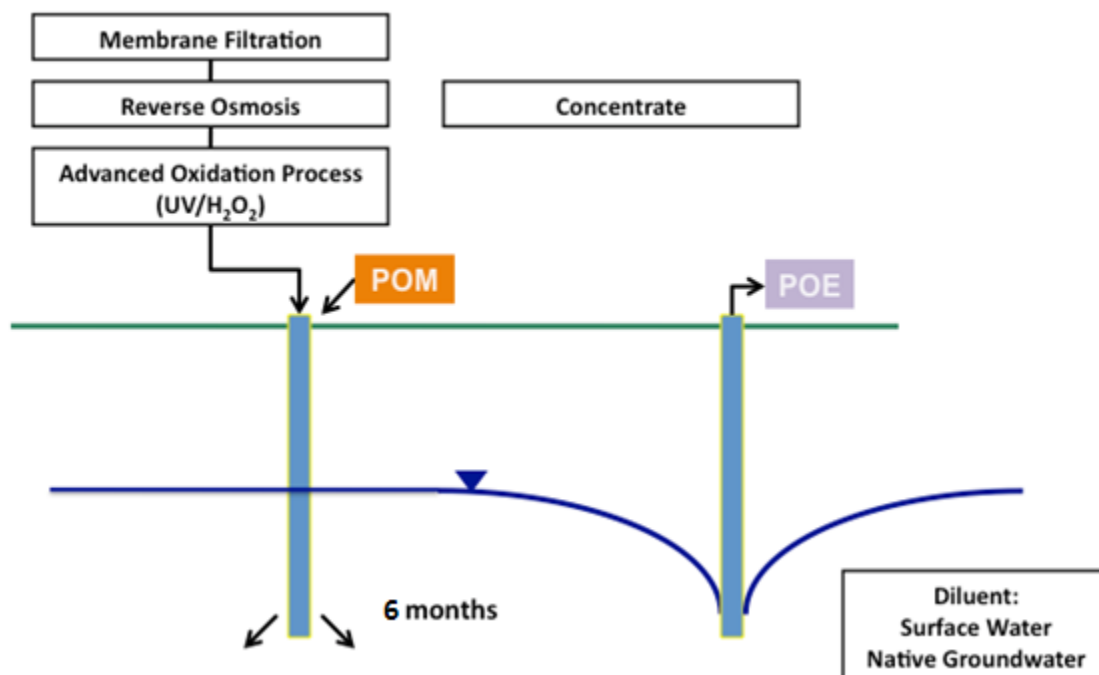 Membrane Filtration
Reverse Osmosis
Concentrate
Advanced Oxidation Process
(UV/H₂O₂)
POM
POE
6 months
Diluent:
Surface Water
Native Groundwater